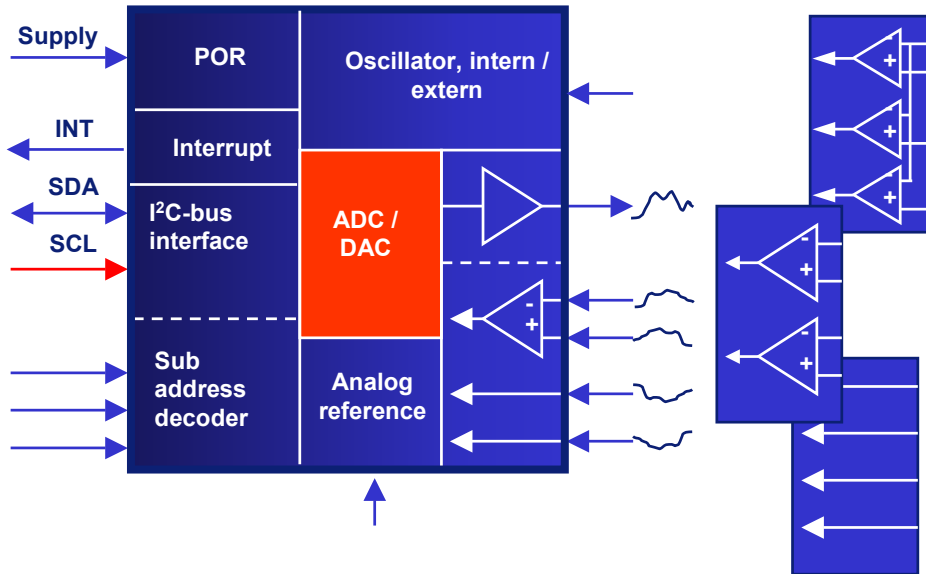 Supply
POR
Oscillator, intern /
extern
INT
Interrupt
SDA
I²C-bus
interface
SCL
ADC /
DAC
Sub
address
decoder
Analog
reference
-
+
-
+
+
+
-
+
-
+